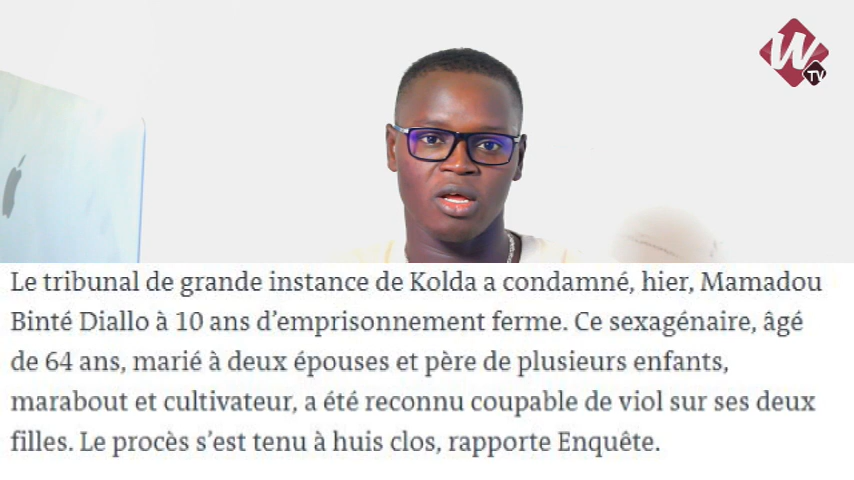 W
TV
Le tribunal de grande instance de Kolda a condamné, hier, Mamadou
Binté Diallo à 10 ans d’emprisonnement ferme. Ce sexagénaire, âgé
de 64 ans, marié à deux épouses et père de plusieurs enfants,
marabout et cultivateur, a été reconnu coupable de viol sur ses deux
filles. Le procès s’est tenu à huis clos, rapporte Enquête.